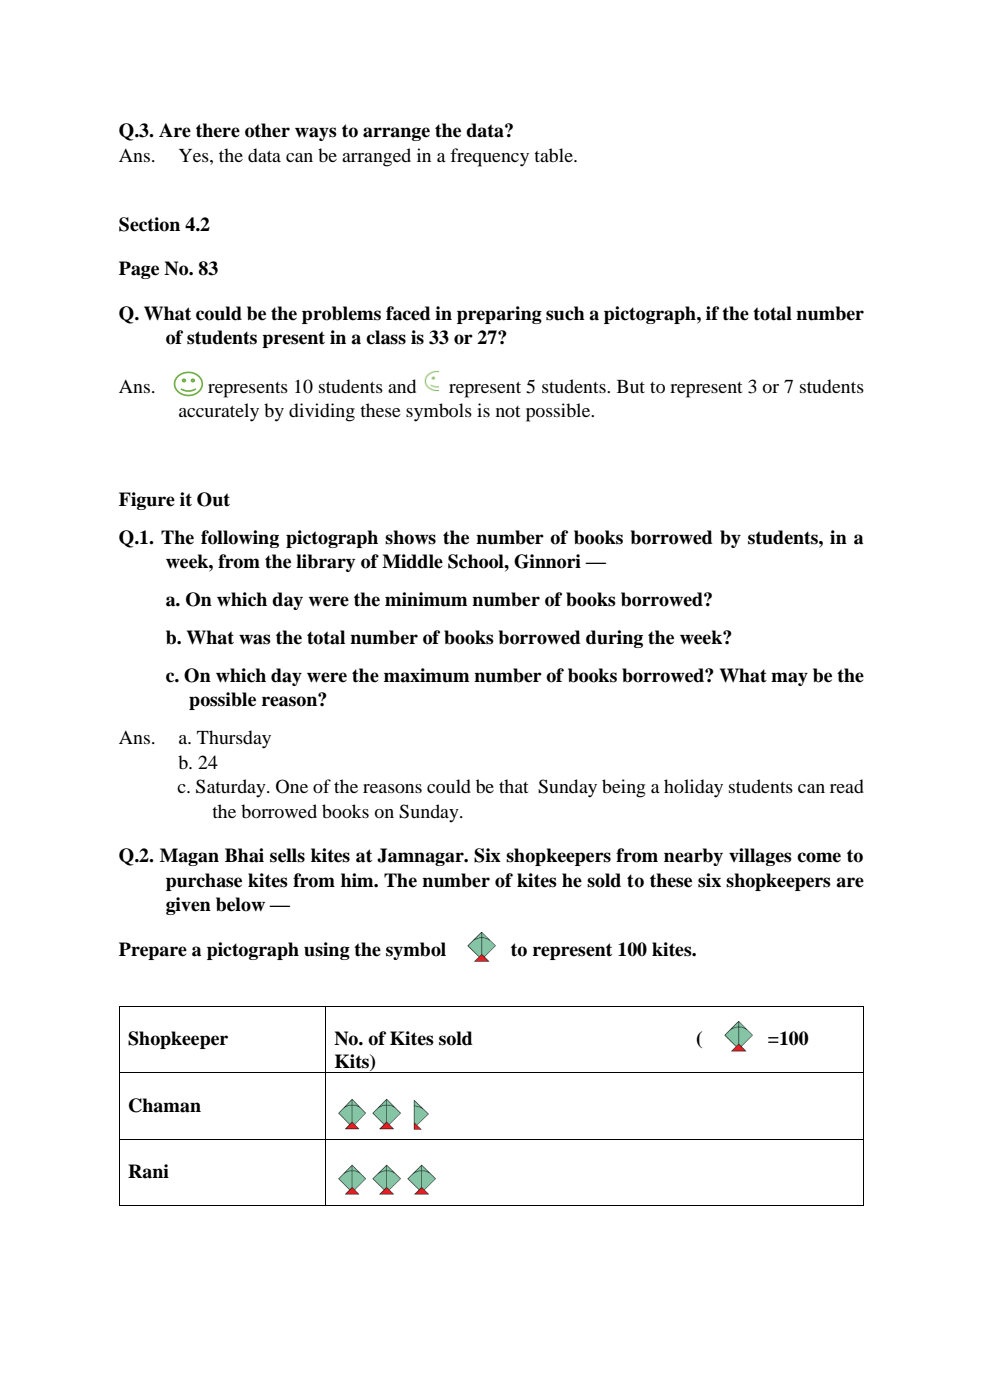 Q.3. Are there other ways to arrange the data?
Ans. Yes, the data can be arranged in a frequency table.
Section 4.2
Page No. 83
Q. What could be the problems faced in preparing such a pictograph, if the total number
of students present in a class is 33 or 27?
Ans. represents 10 students and represent 5 students. But to represent 3 or 7 students
accurately by dividing these symbols is not possible.
Figure it Out
Q.1. The following pictograph shows the number of books borrowed by students, in a
week, from the library of Middle School, Ginnori —
a. On which day were the minimum number of books borrowed?
b. What was the total number of books borrowed during the week?
c. On which day were the maximum number of books borrowed? What may be the
possible reason?
Ans. a. Thursday
b. 24
c. Saturday. One of the reasons could be that Sunday being a holiday students can read
the borrowed books on Sunday.
Q.2. Magan Bhai sells kites at Jamnagar. Six shopkeepers from nearby villages come to
purchase kites from him. The number of kites he sold to these six shopkeepers are
given below —
Prepare a pictograph using the symbol to represent 100 kites.
Shopkeeper
No. of Kites sold ( =100
Kits)
Chaman
Rani